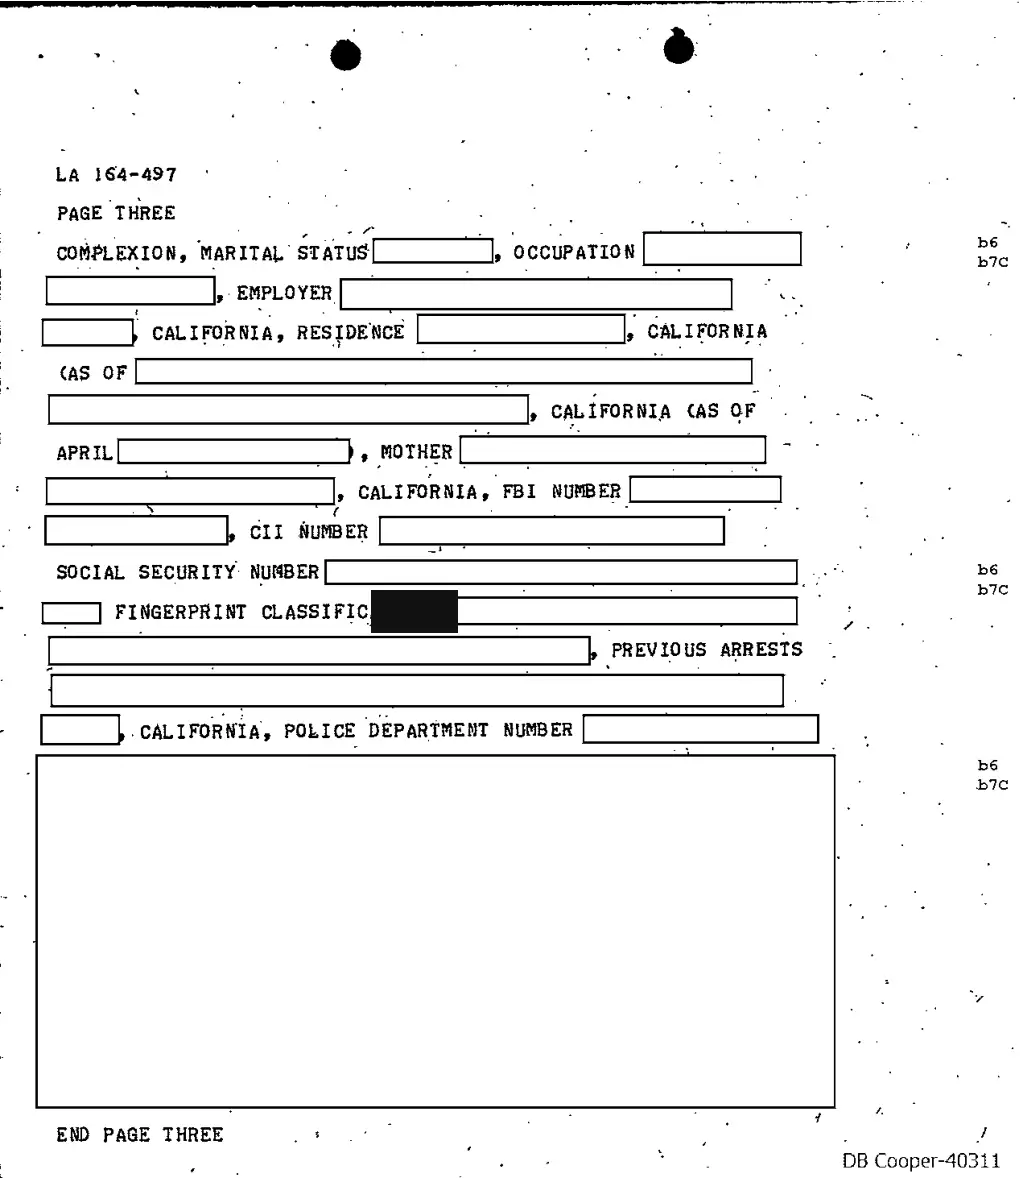 LA 164-497
PAGE THREE
COMPLEXION, MARITAL STATUS , OCCUPATION
b6
b7C
, EMPLOYER
, CALIFORNIA, RESIDENCE , CALIFORNIA
(AS OF
, CALIFORNIA (AS OF
APRIL ), MOTHER
, CALIFORNIA, FBI NUMBER
, CII NUMBER
SOCIAL SECURITY NUMBER
b6
b7C
FINGERPRINT CLASSIFIC
, PREVIOUS ARRESTS
, CALIFORNIA, POLICE DEPARTMENT NUMBER
b6
b7C
END PAGE THREE
DB Cooper-40311